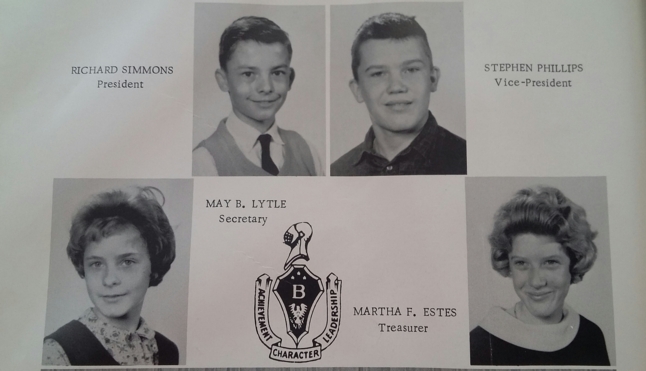 RICHARD SIMMONS
President
STEPHEN PHILLIPS
Vice-President
MAY B. LYTLE
Secretary
B
ACHIEVEMENT
CHARACTER
LEADERSHIP
MARTHA F. ESTES
Treasurer